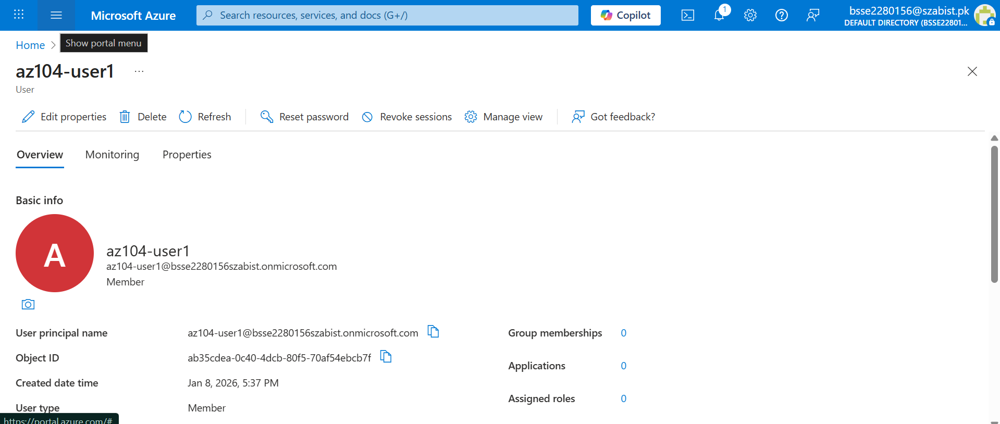 Microsoft Azure
Search resources, services, and docs (G+/)
Copilot
1
bsse2280156@szabist.pk
DEFAULT DIRECTORY (BSSE22801...
Home >
Show portal menu
az104-user1 ...
User
Edit properties
Delete
Refresh
Reset password
Revoke sessions
Manage view
Got feedback?
Overview
Monitoring
Properties
Basic info
A
az104-user1
az104-user1@bsse2280156szabist.onmicrosoft.com
Member
User principal name
az104-user1@bsse2280156szabist.onmicrosoft.com
Object ID
ab35cdea-0c40-4dcb-80f5-70af54ebcb7f
Created date time
Jan 8, 2026, 5:37 PM
User type
Member
Group memberships
0
Applications
0
Assigned roles
0
https://portal.azure.com/#